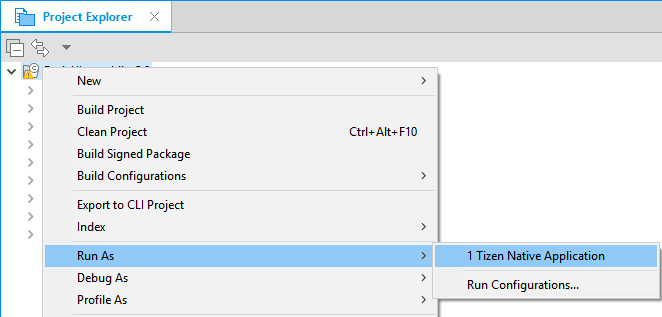 Project Explorer
New
Build Project
Clean Project Ctrl+Alt+F10
Build Signed Package
Build Configurations
Export to CLI Project
Index
Run As
1 Tizen Native Application
Debug As
Run Configurations...
Profile As